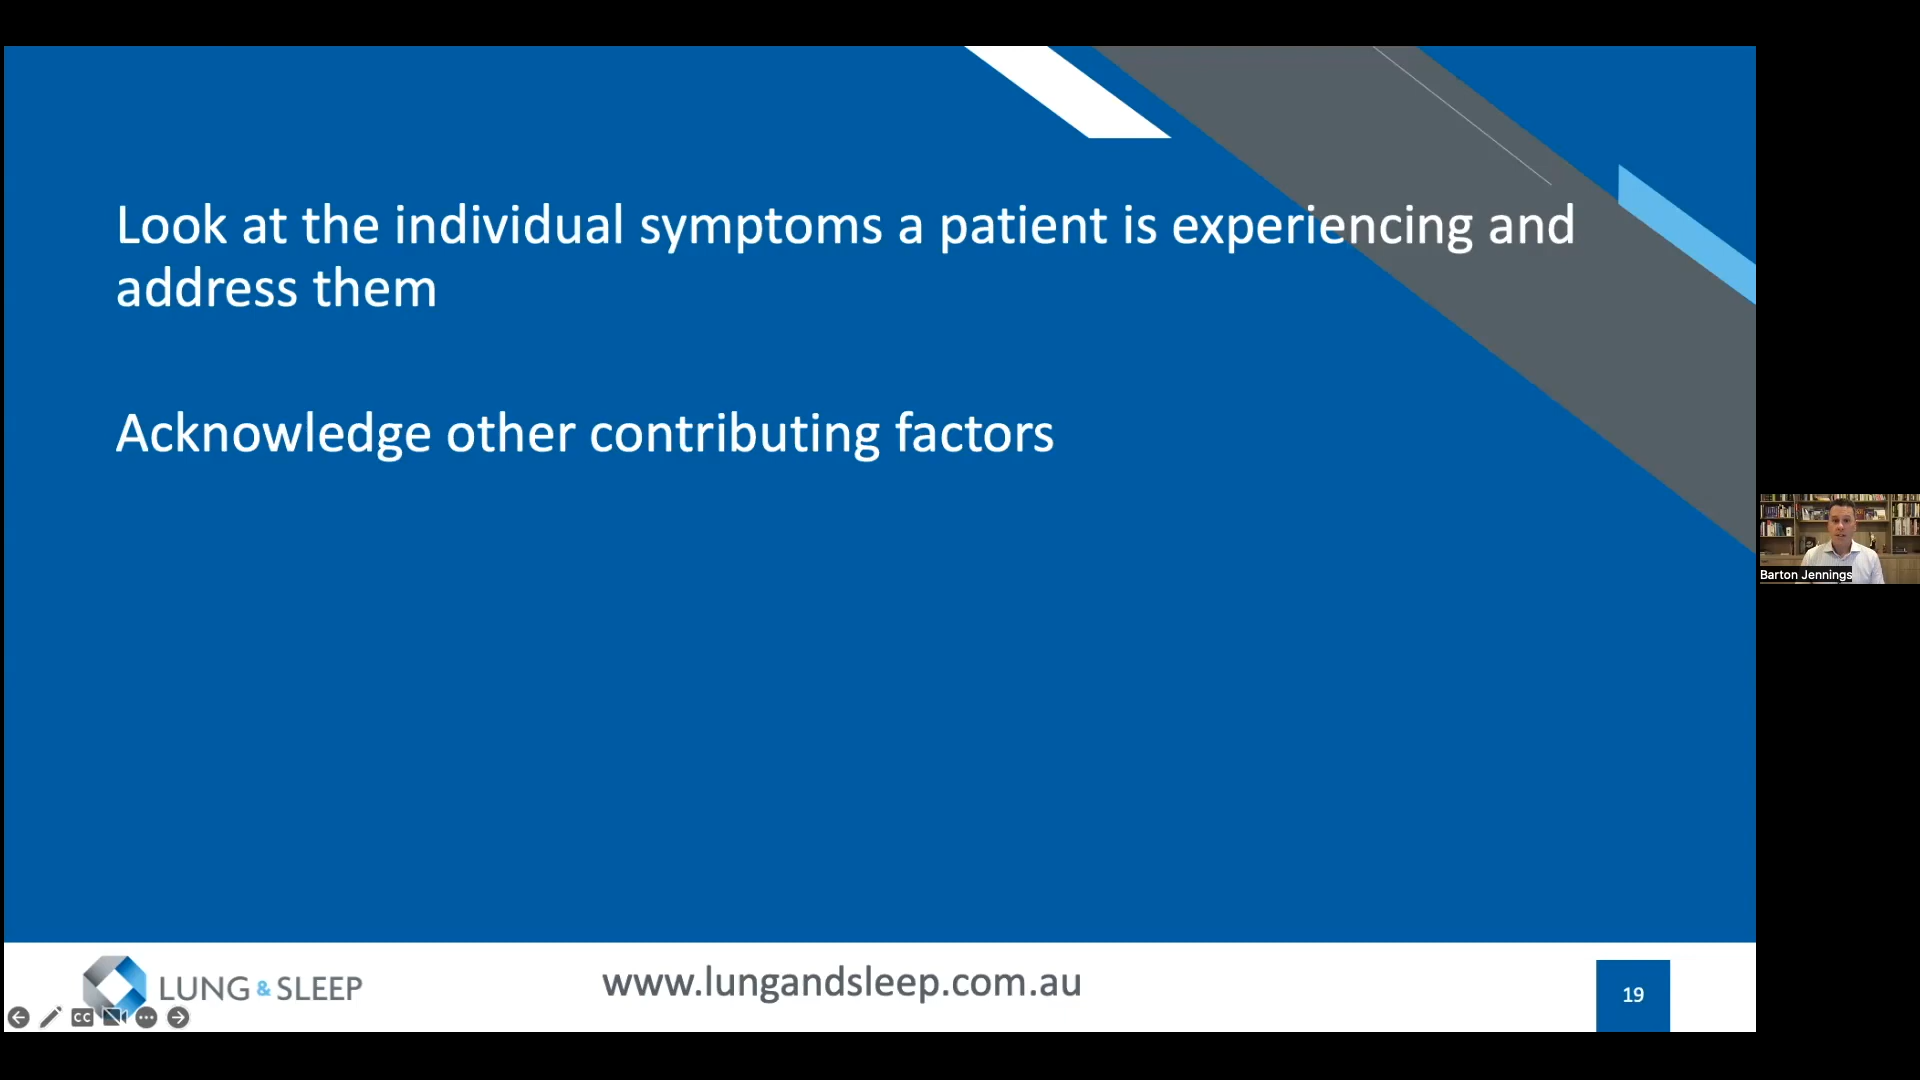 Look at the individual symptoms a patient is experiencing and
address them
Acknowledge other contributing factors
Barton Jennings
LUNG & SLEEP
www.lungandsleep.com.au
19
CC